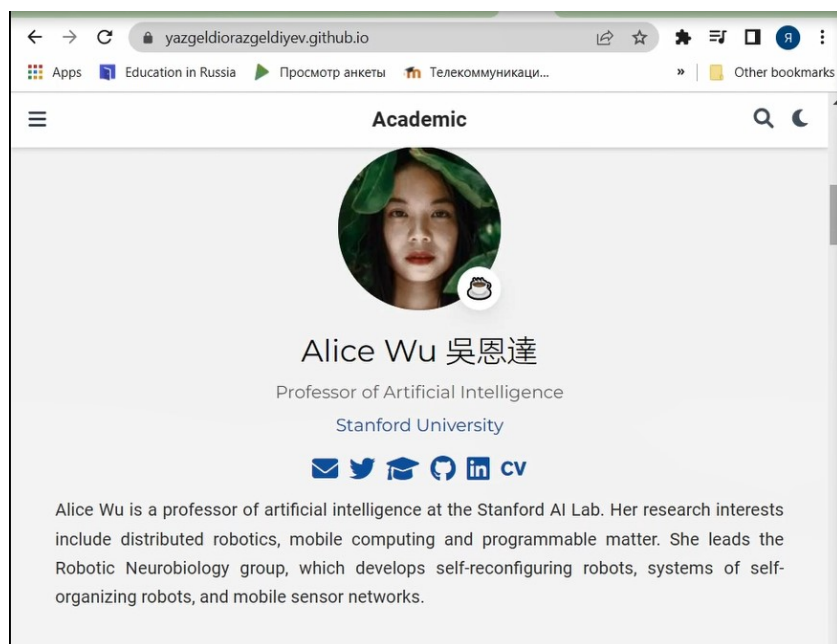 yazgeldiorazgeldiyev.github.io
Я
Apps Education in Russia Просмотр анкеты Телекоммуникаци... » Other bookmarks
Academic
Alice Wu 吳恩達
Professor of Artificial Intelligence
Stanford University
CV
Alice Wu is a professor of artificial intelligence at the Stanford AI Lab. Her research interests
include distributed robotics, mobile computing and programmable matter. She leads the
Robotic Neurobiology group, which develops self-reconfiguring robots, systems of self-
organizing robots, and mobile sensor networks.